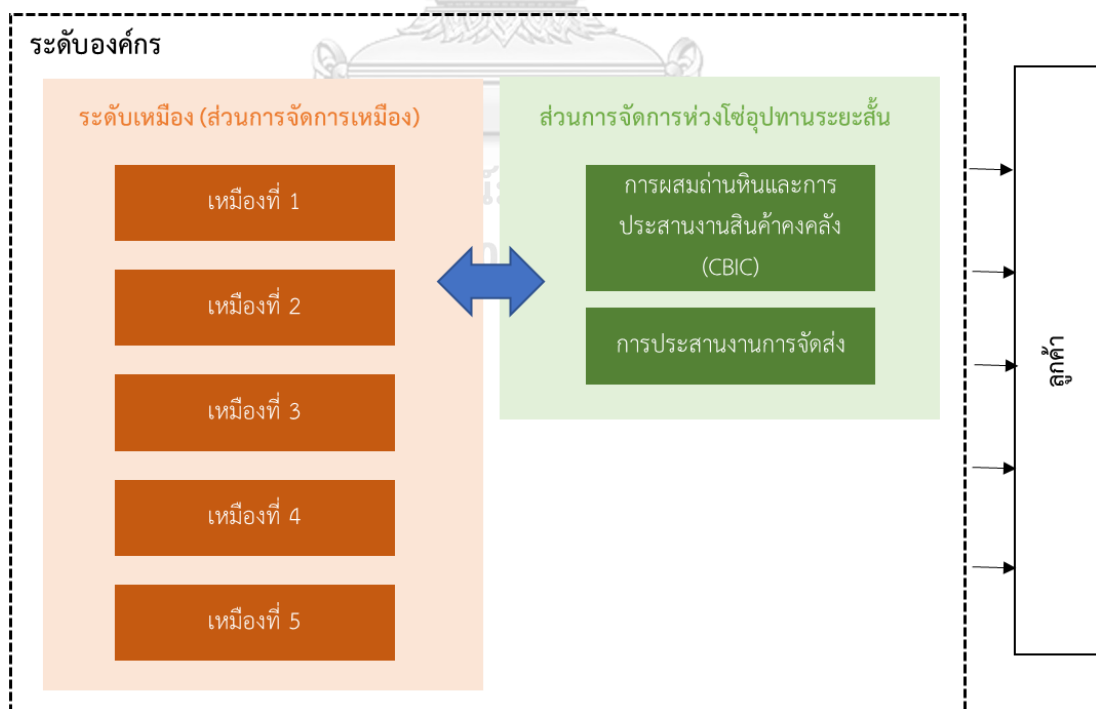 ระดับองค์กร
ระดับเหมือง (ส่วนการจัดการเหมือง)
เหมืองที่ 1
เหมืองที่ 2
เหมืองที่ 3
เหมืองที่ 4
เหมืองที่ 5
ส่วนการจัดการห่วงโซ่อุปทานระยะสั้น
การผสมถ่านหินและการ
ประสานงานสินค้าคงคลัง
(CBIC)
การประสานงานการจัดส่ง
ลูกค้า